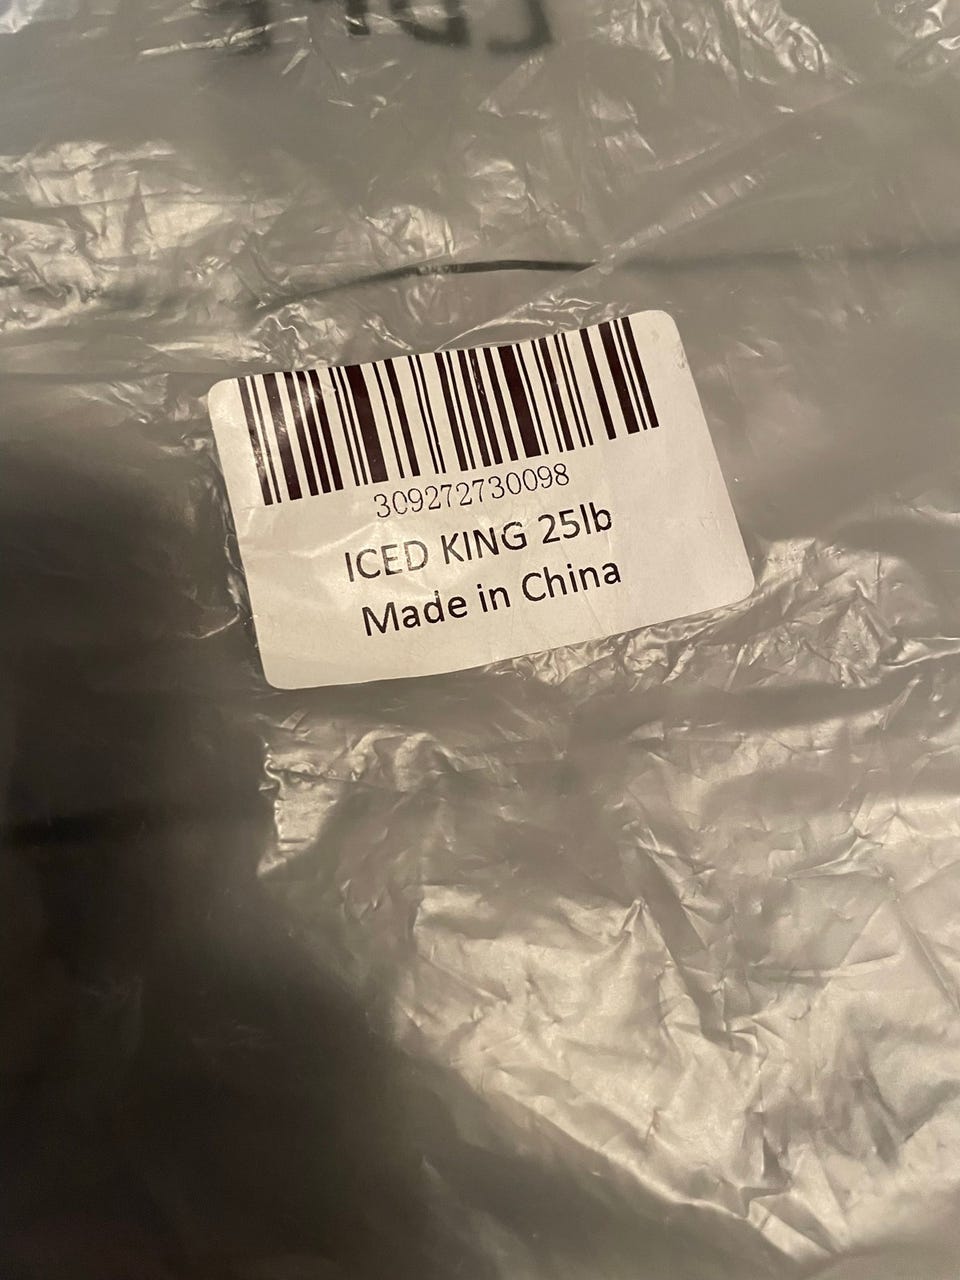 309272730098
ICED KING 25lb
Made in China